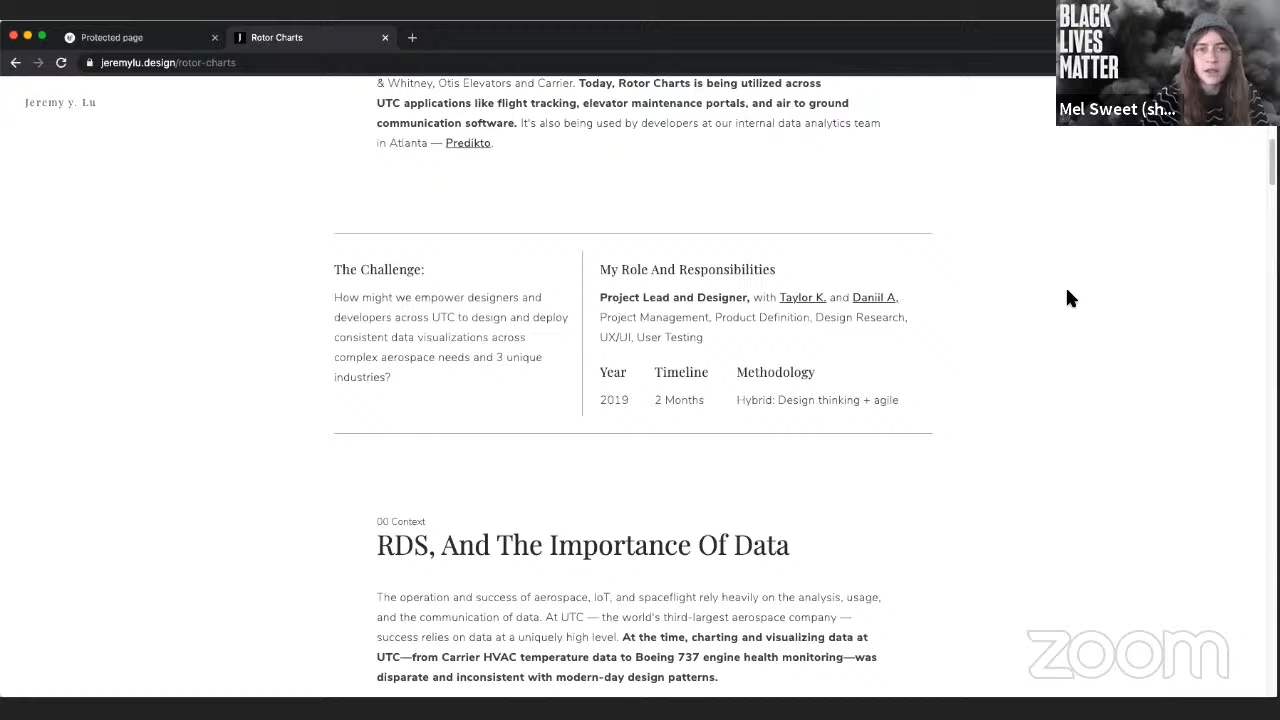 Protected page
Rotor Charts
jeremylu.design/rotor-charts
BLACK
LIVES
MATTER
Mel Sweet (sh...
Jeremy y. Lu
& Whitney, Otis Elevators and Carrier. Today, Rotor Charts is being utilized across
UTC applications like flight tracking, elevator maintenance portals, and air to ground
communication software. It's also being used by developers at our internal data analytics team
in Atlanta — Predikto.
The Challenge:
How might we empower designers and
developers across UTC to design and deploy
consistent data visualizations across
complex aerospace needs and 3 unique
industries?
My Role And Responsibilities
Project Lead and Designer, with Taylor K. and Daniil A,
Project Management, Product Definition, Design Research,
UX/UI, User Testing
Year Timeline Methodology
2019 2 Months Hybrid: Design thinking + agile
00 Context
RDS, And The Importance Of Data
The operation and success of aerospace, IoT, and spaceflight rely heavily on the analysis, usage,
and the communication of data. At UTC — the world's third-largest aerospace company —
success relies on data at a uniquely high level. At the time, charting and visualizing data at
UTC—from Carrier HVAC temperature data to Boeing 737 engine health monitoring—was
disparate and inconsistent with modern-day design patterns.
zoom